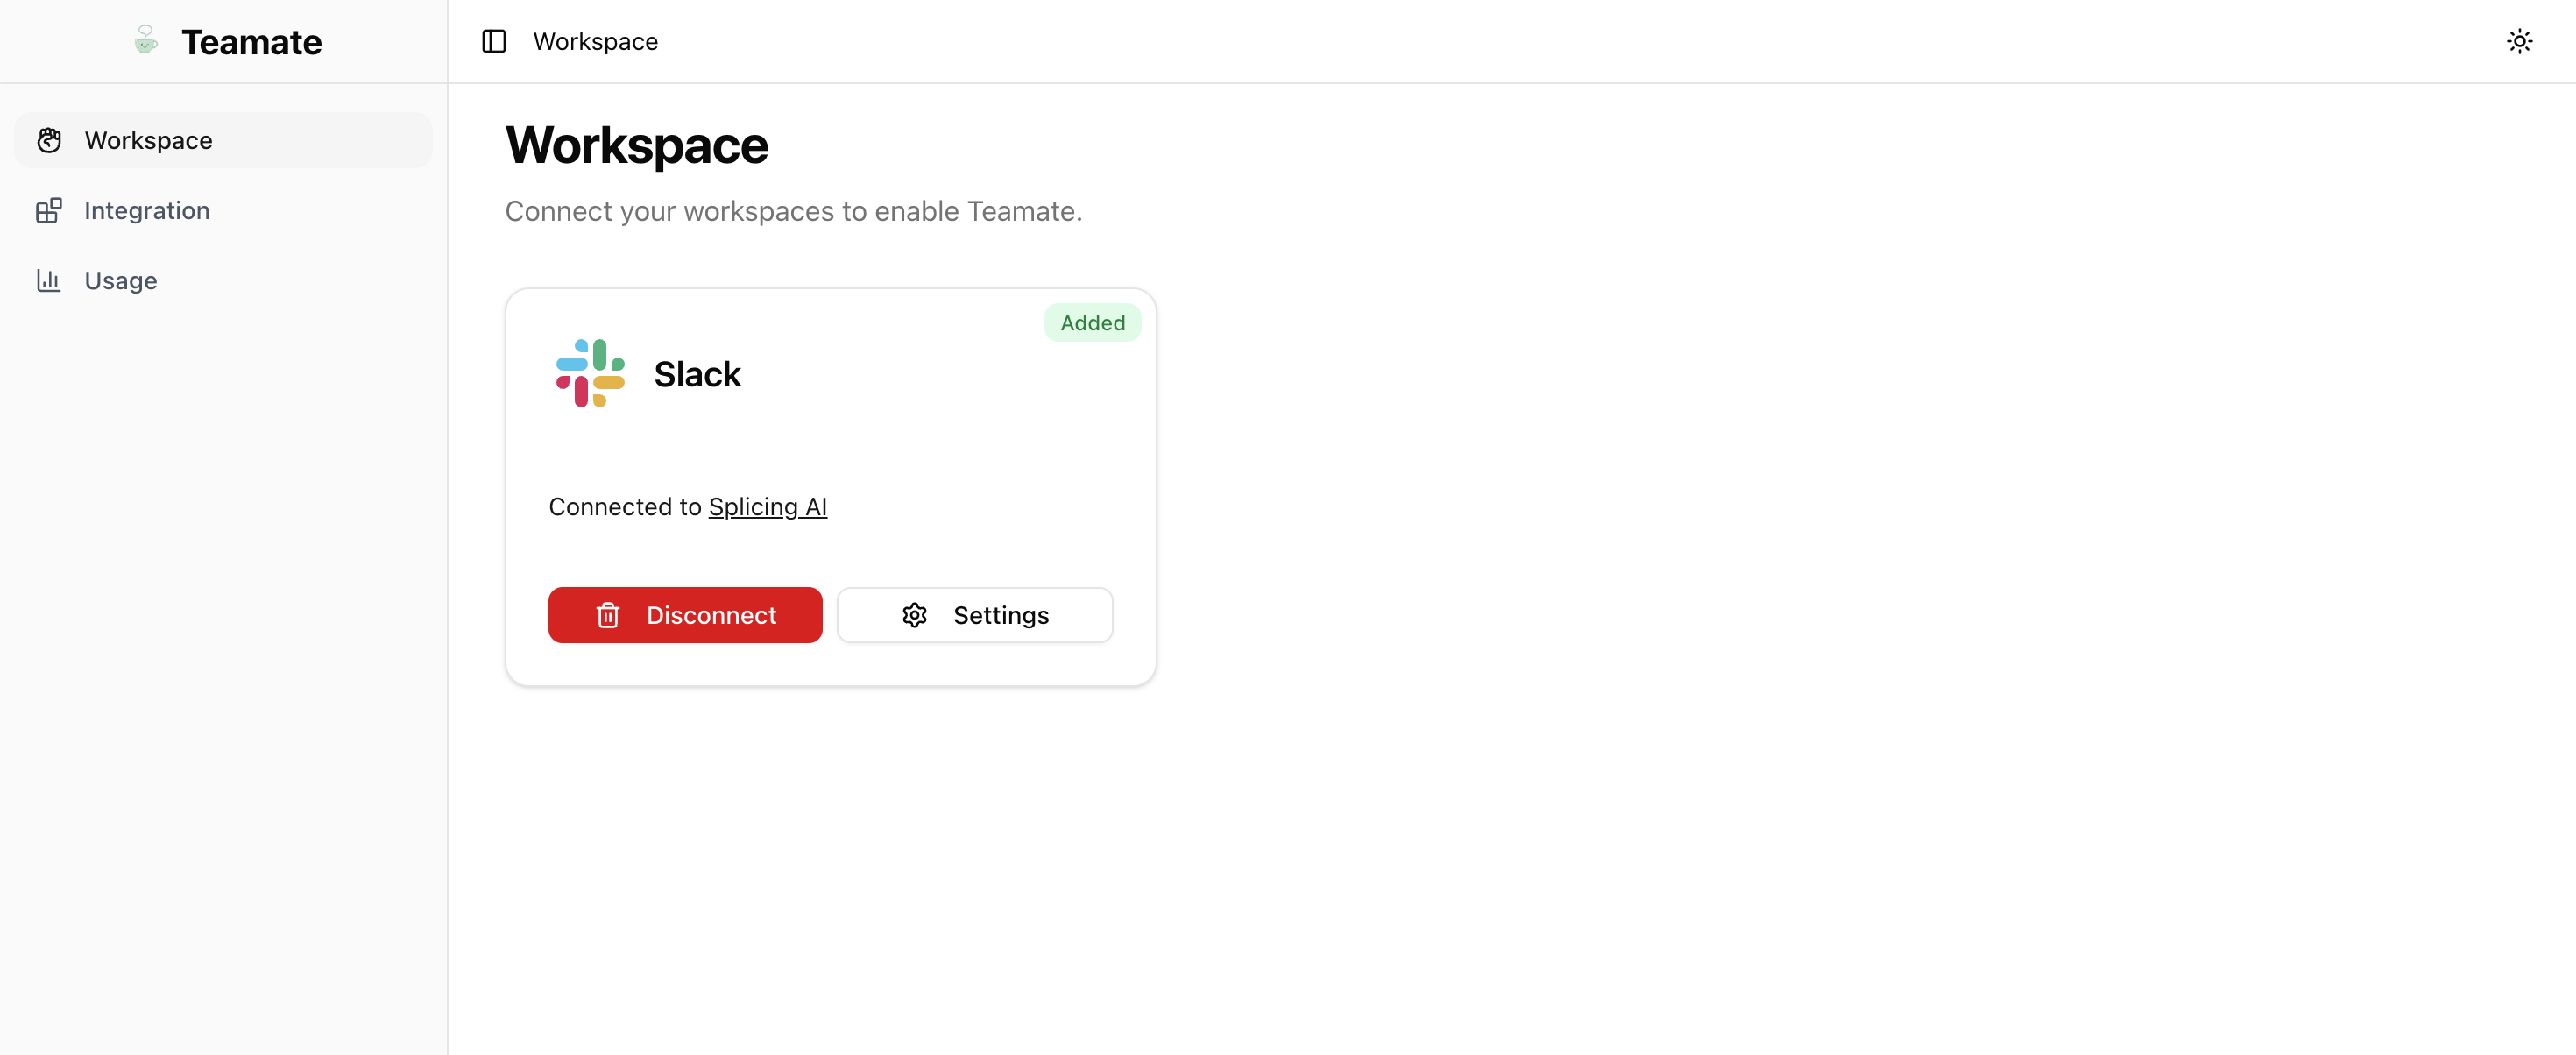 Teamate
Workspace
Integration
Usage
Workspace
Workspace
Connect your workspaces to enable Teamate.
Added
Slack
Connected to Splicing AI
Disconnect
Settings